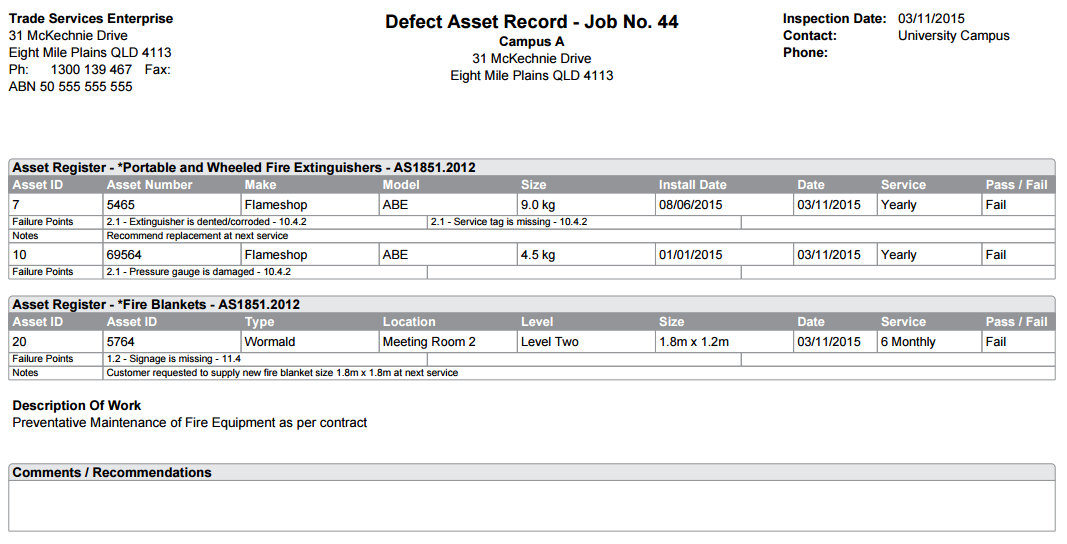 Trade Services Enterprise
31 McKechnie Drive
Eight Mile Plains QLD 4113
Ph: 1300 139 467 Fax:
ABN 50 555 555 555
Defect Asset Record - Job No. 44
Campus A
31 McKechnie Drive
Eight Mile Plains QLD 4113
Inspection Date: 03/11/2015
Contact: University Campus
Phone:
Asset Register - *Portable and Wheeled Fire Extinguishers - AS1851.2012
Asset ID Asset Number Make Model Size Install Date Date Service Pass / Fail
7 5465 Flameshop ABE 9.0 kg 08/06/2015 03/11/2015 Yearly Fail
Failure Points 2.1 - Extinguisher is dented/corroded - 10.4.2 2.1 - Service tag is missing - 10.4.2
Notes Recommend replacement at next service
10 69564 Flameshop ABE 4.5 kg 01/01/2015 03/11/2015 Yearly Fail
Failure Points 2.1 - Pressure gauge is damaged - 10.4.2
Asset Register - *Fire Blankets - AS1851.2012
Asset ID Asset ID Type Location Level Size Date Service Pass / Fail
20 5764 Wormald Meeting Room 2 Level Two 1.8m x 1.2m 03/11/2015 6 Monthly Fail
Failure Points 1.2 - Signage is missing - 11.4
Notes Customer requested to supply new fire blanket size 1.8m x 1.8m at next service
Description Of Work
Preventative Maintenance of Fire Equipment as per contract
Comments / Recommendations